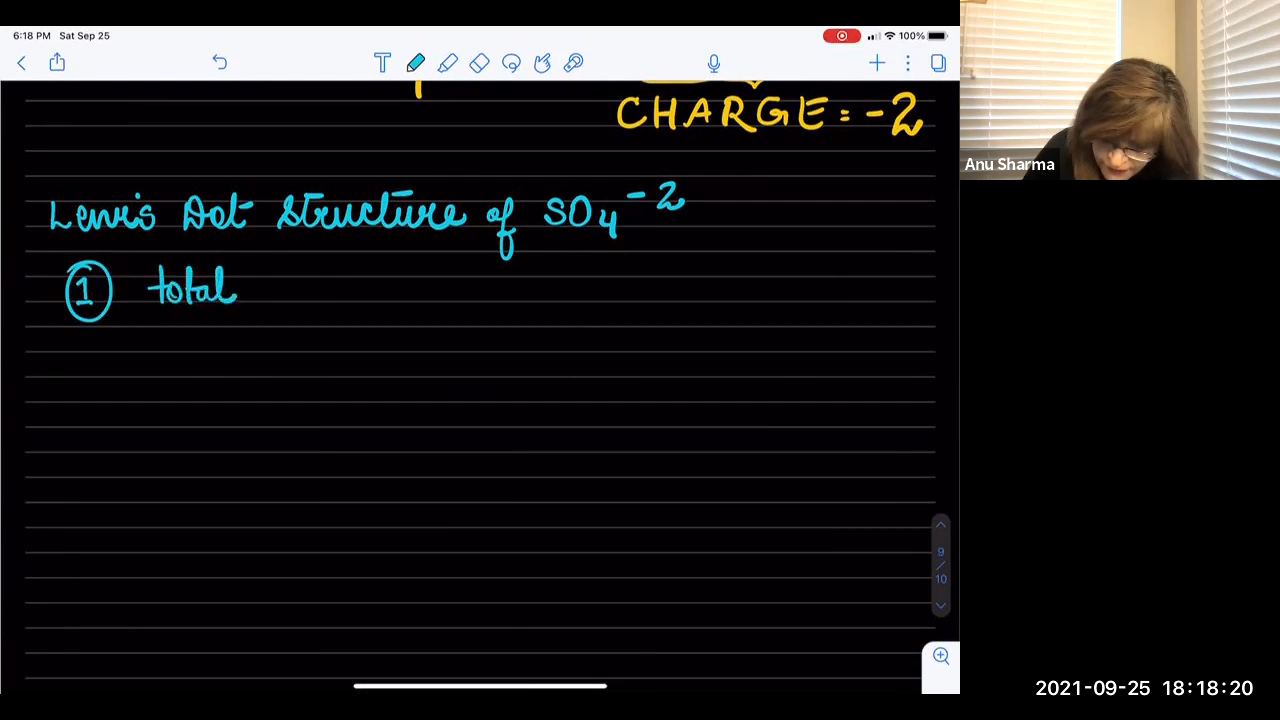 6:18 PM Sat Sep 25
100%
T
CHARGE = -2
Anu Sharma
Lewis Dot Structure of SO₄⁻²
① total
9
/
10
2021-09-25 18:18:20